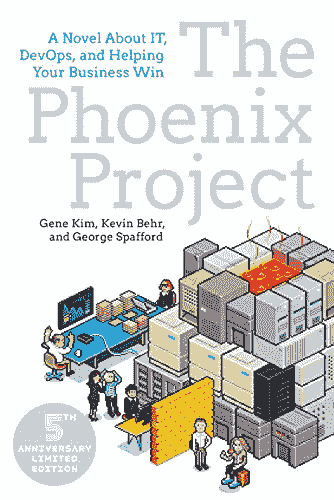 A Novel About IT,
DevOps, and Helping
Your Business Win
The
Phoenix
Project
Gene Kim, Kevin Behr,
and George Spafford
5TH
ANNIVERSARY
LIMITED
EDITION